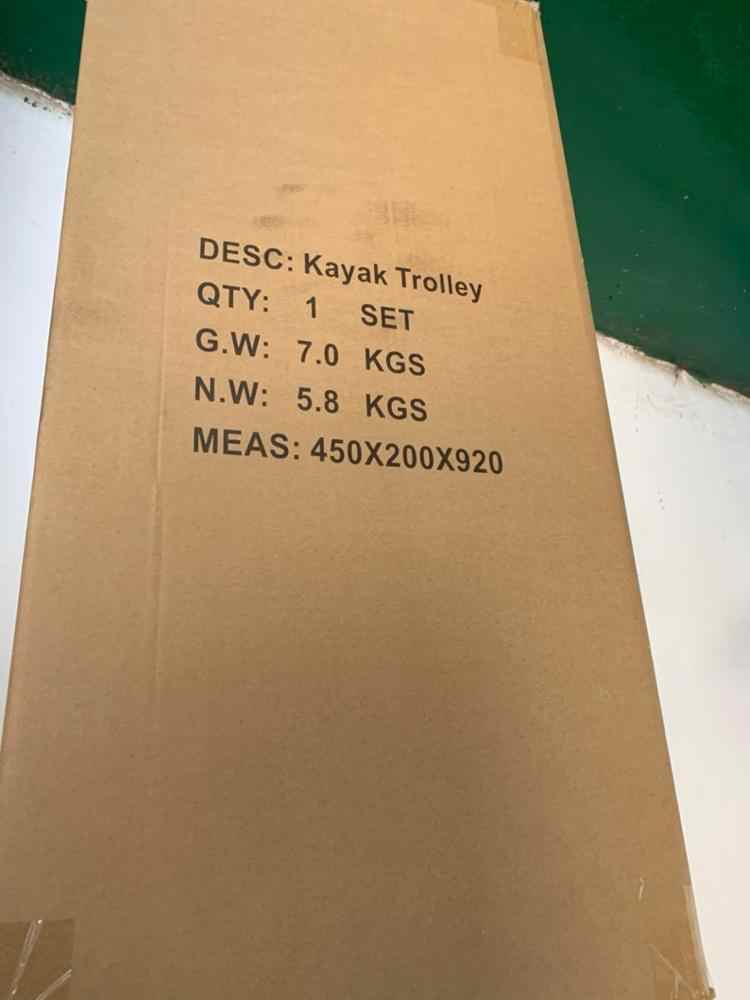 DESC: Kayak Trolley
QTY: 1 SET
G.W: 7.0 KGS
N.W: 5.8 KGS
MEAS: 450X200X920